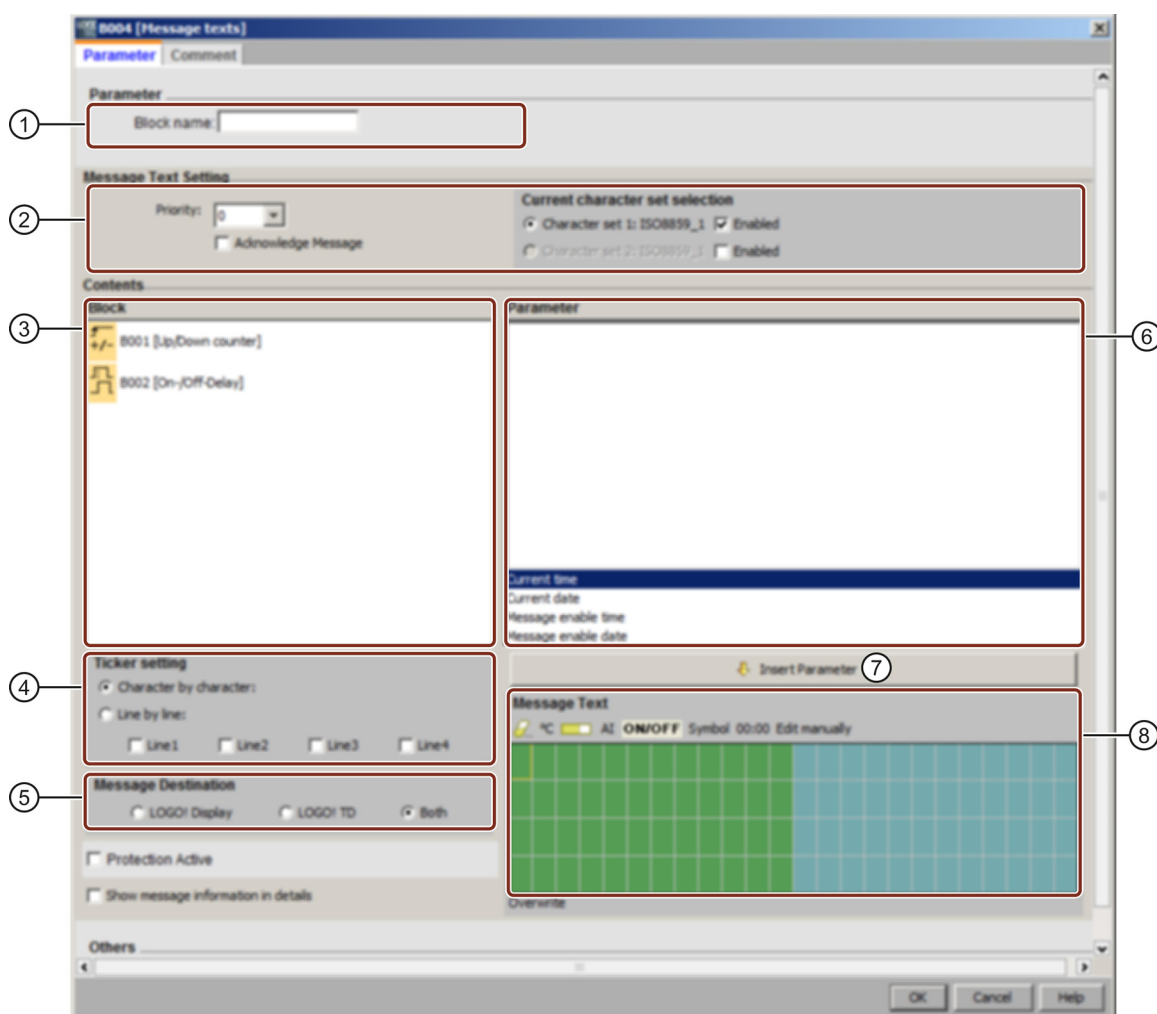 B004 [Message texts]
Parameter Comment
Parameter
1
Block name:
Message Text Setting
2
Priority: 0
Acknowledge Message
Current character set selection
Character set 1: ISO8859_1 Enabled
Character set 2: ISO8859_1 Enabled
Contents
Block
3
B001 [Up/Down counter]
B002 [On-/Off-Delay]
Parameter
6
Current time
Current date
Message enable time
Message enable date
Ticker setting
4
Character by character:
Line by line:
Line1 Line2 Line3 Line4
Insert Parameter 7
Message Text
°C AI ON/OFF Symbol 00:00 Edit manually
8
Message Destination
5
LOGO! Display LOGO! TD Both
Protection Active
Show message information in details
Overwrite
Others
OK Cancel Help